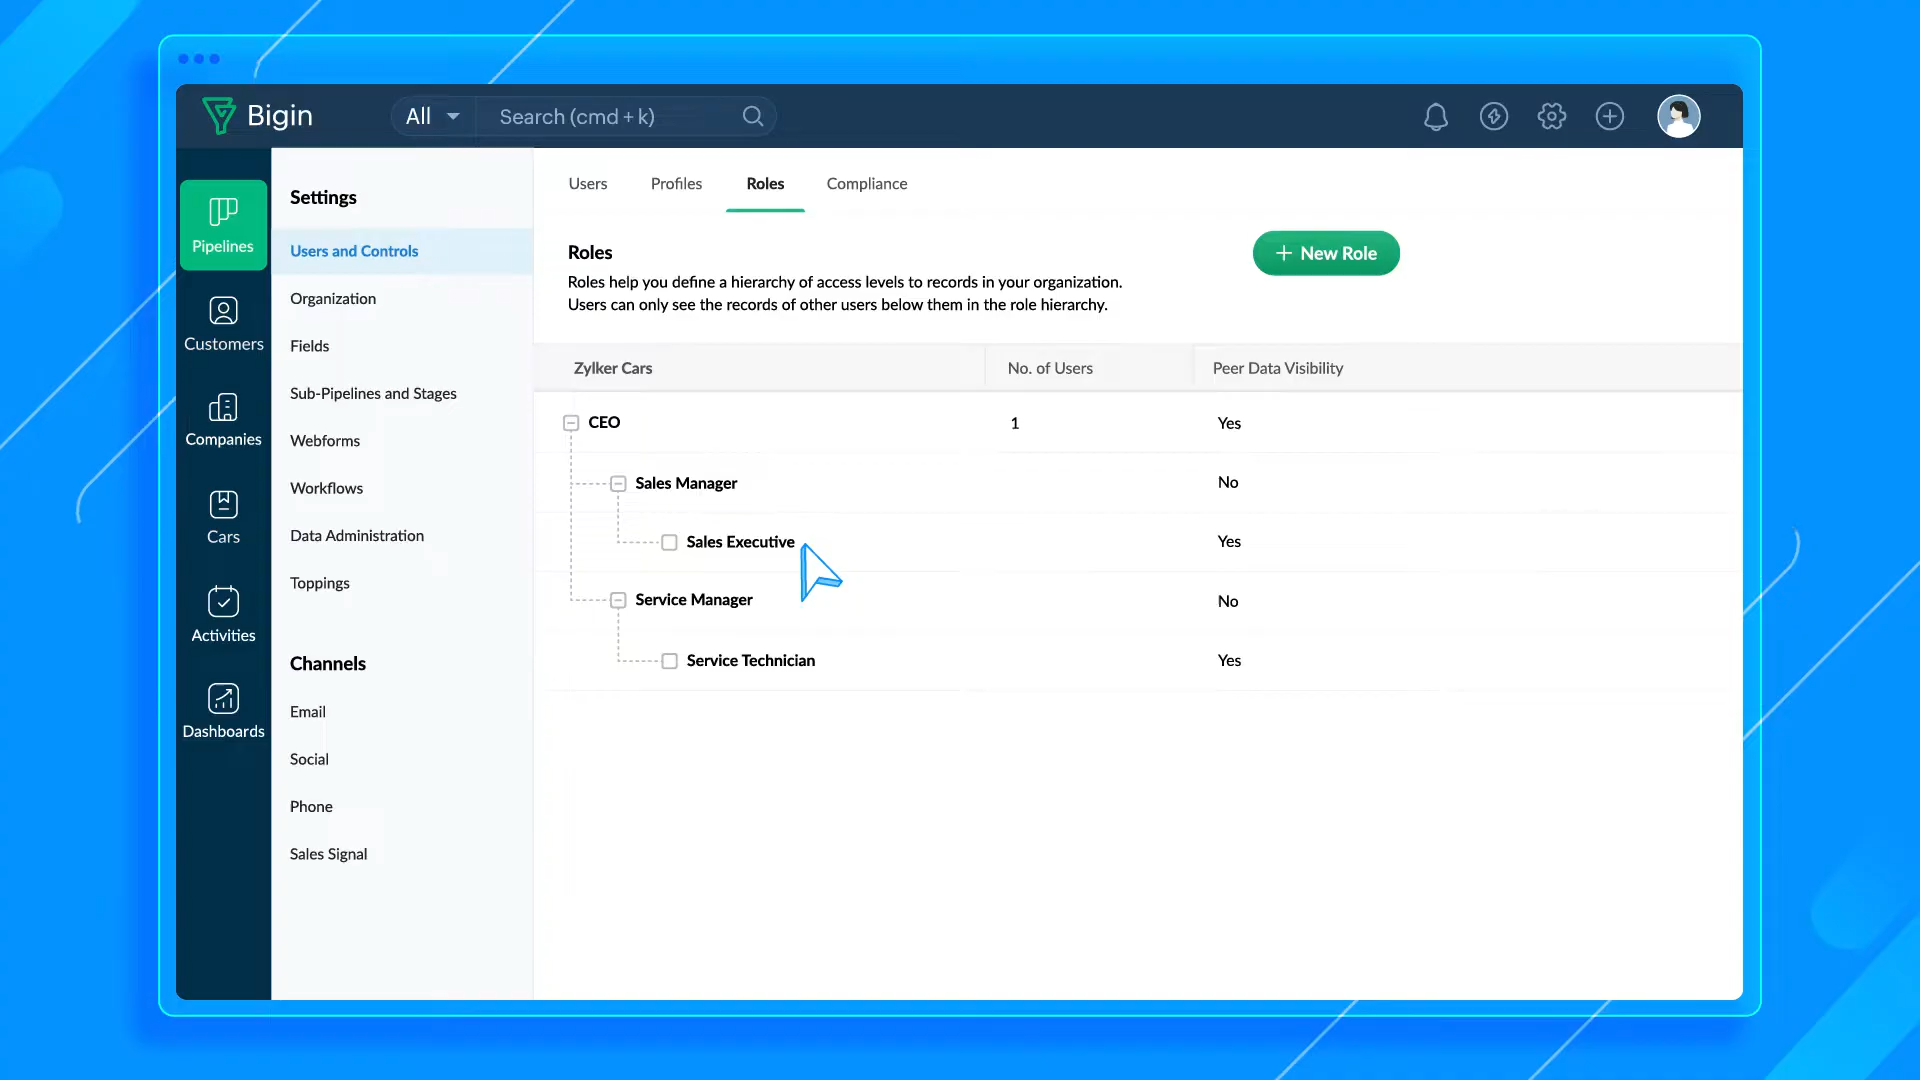 Bigin
All
Search (cmd + k)
Pipelines
Customers
Companies
Cars
Activities
Dashboards
Settings
Users and Controls
Organization
Fields
Sub-Pipelines and Stages
Webforms
Workflows
Data Administration
Toppings
Channels
Email
Social
Phone
Sales Signal
Users Profiles Roles Compliance
Roles
Roles help you define a hierarchy of access levels to records in your organization.
Users can only see the records of other users below them in the role hierarchy.
+ New Role
Zylker Cars No. of Users Peer Data Visibility
CEO 1 Yes
Sales Manager No
Sales Executive Yes
Service Manager No
Service Technician Yes